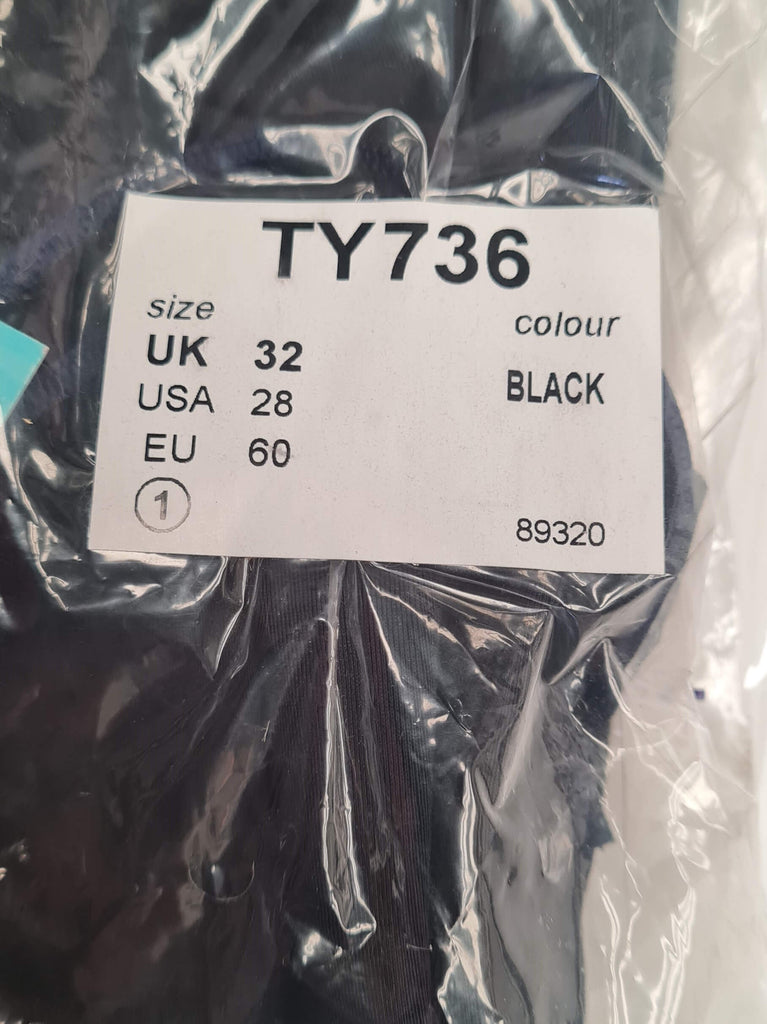 TY736
size
colour
UK 32
BLACK
USA 28
EU 60
1
89320